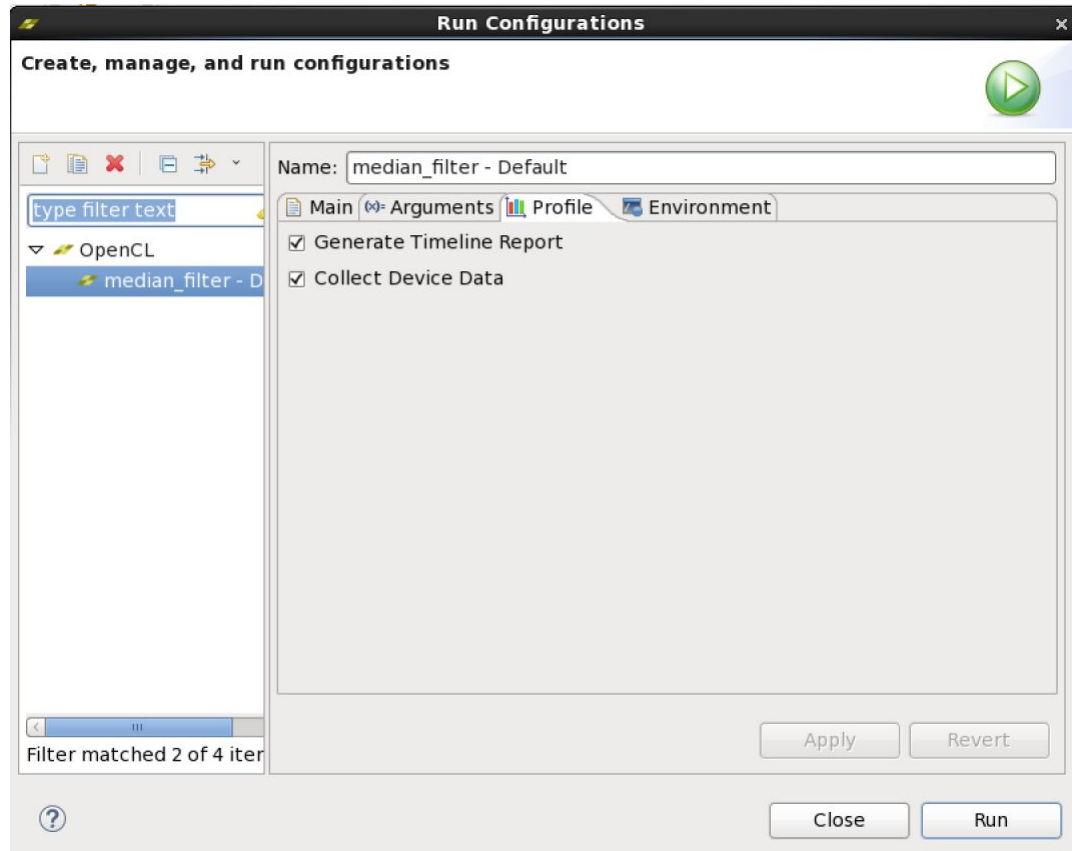 Run Configurations
Create, manage, and run configurations
Name: median_filter - Default
type filter text
Main (x)= Arguments Profile Environment
OpenCL
median_filter - D
Generate Timeline Report
Collect Device Data
Filter matched 2 of 4 iter
Apply Revert
? Close Run